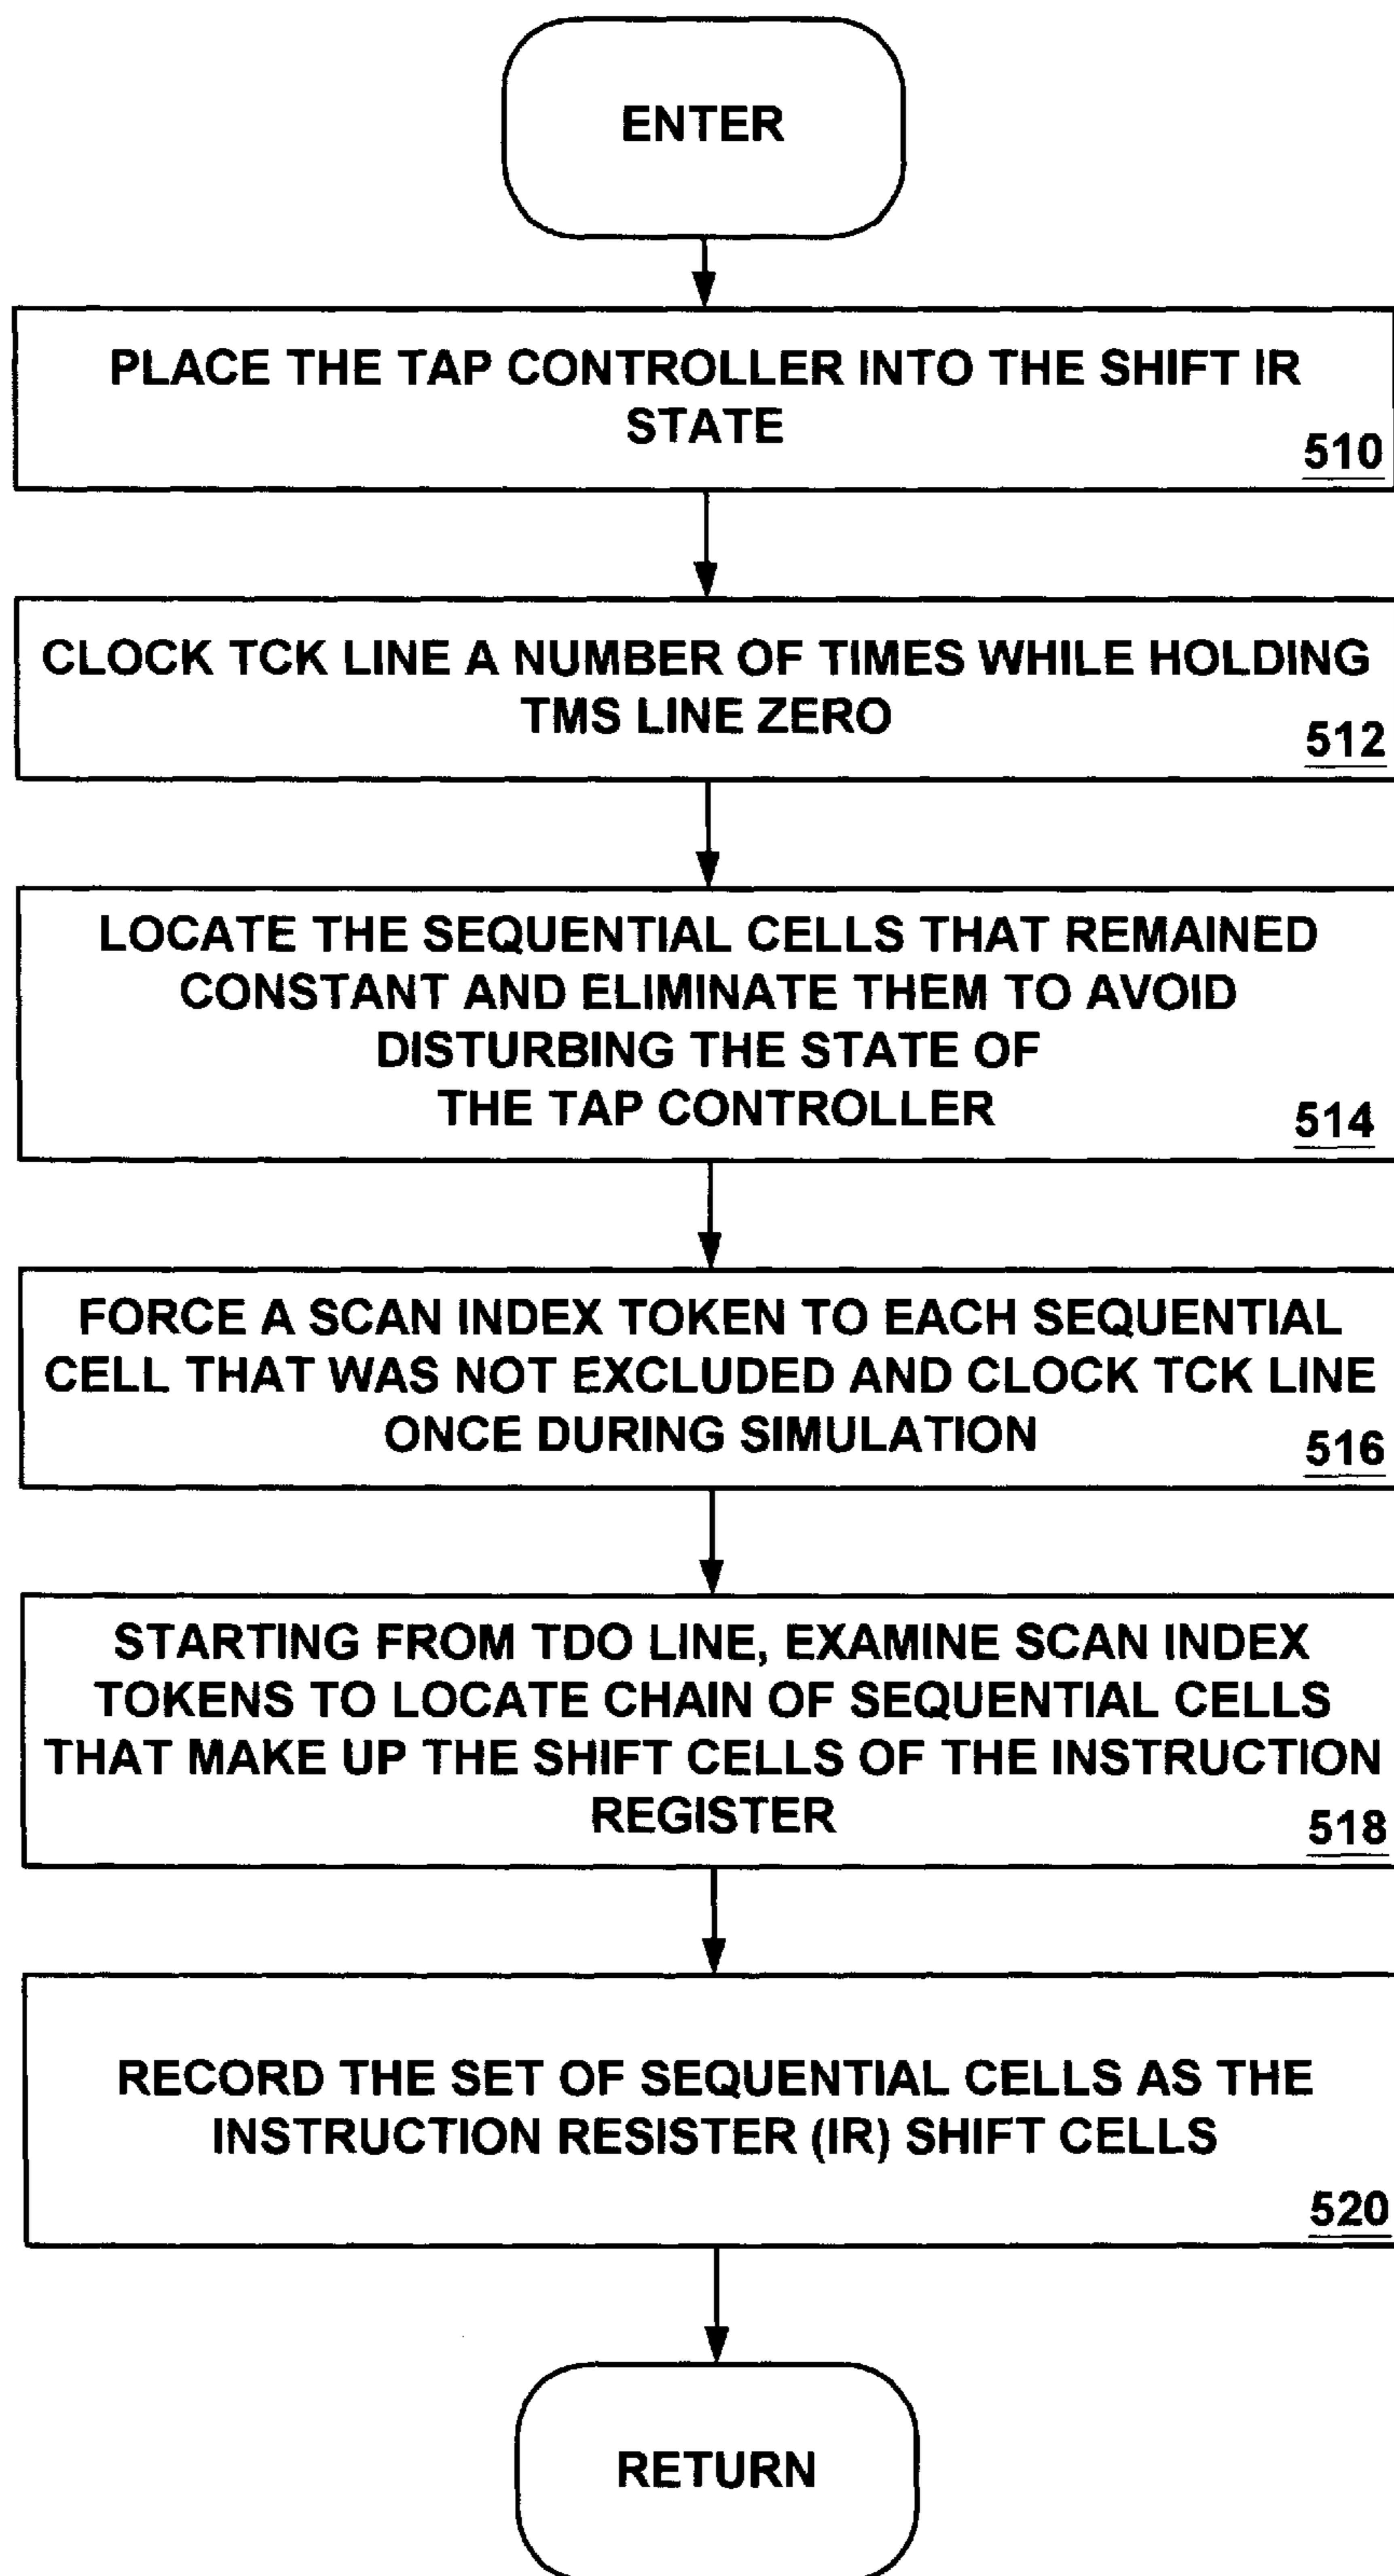 ENTER
PLACE THE TAP CONTROLLER INTO THE SHIFT IR
STATE
510
CLOCK TCK LINE A NUMBER OF TIMES WHILE HOLDING
TMS LINE ZERO
512
LOCATE THE SEQUENTIAL CELLS THAT REMAINED
CONSTANT AND ELIMINATE THEM TO AVOID
DISTURBING THE STATE OF
THE TAP CONTROLLER
514
FORCE A SCAN INDEX TOKEN TO EACH SEQUENTIAL
CELL THAT WAS NOT EXCLUDED AND CLOCK TCK LINE
ONCE DURING SIMULATION
516
STARTING FROM TDO LINE, EXAMINE SCAN INDEX
TOKENS TO LOCATE CHAIN OF SEQUENTIAL CELLS
THAT MAKE UP THE SHIFT CELLS OF THE INSTRUCTION
REGISTER
518
RECORD THE SET OF SEQUENTIAL CELLS AS THE
INSTRUCTION RESISTER (IR) SHIFT CELLS
520
RETURN